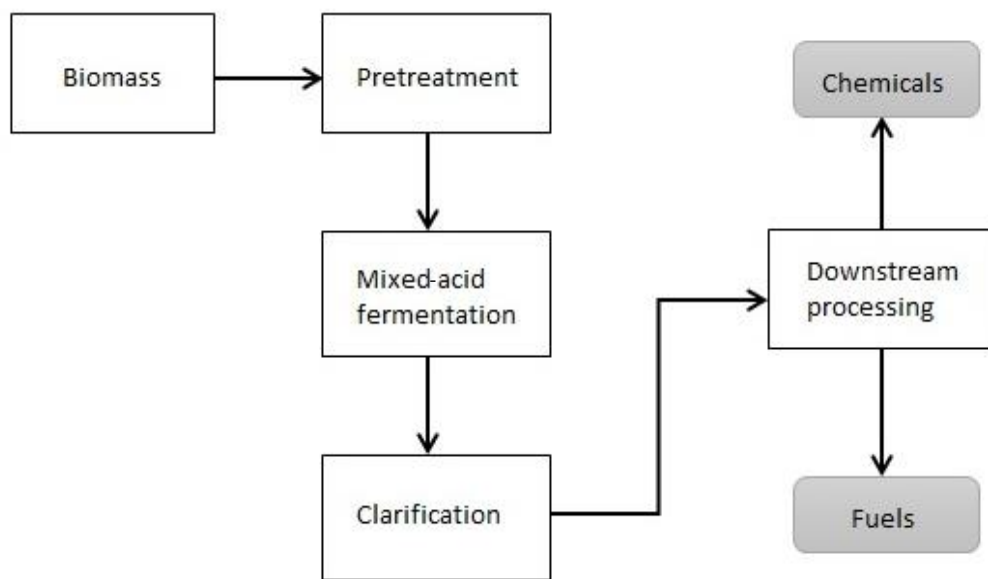 Biomass
Pretreatment
Mixed-acid
fermentation
Clarification
Downstream
processing
Chemicals
Fuels